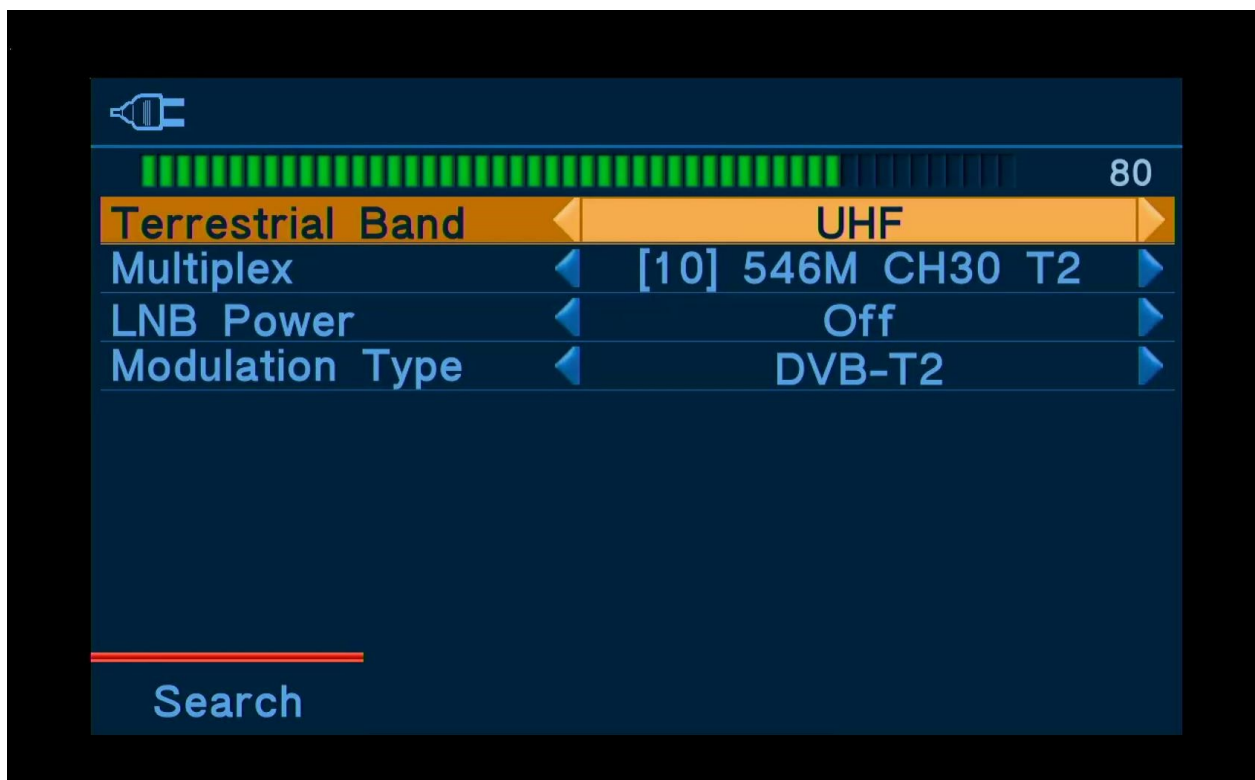 80
Terrestrial Band UHF
Multiplex [10] 546M CH30 T2
LNB Power Off
Modulation Type DVB-T2
Search